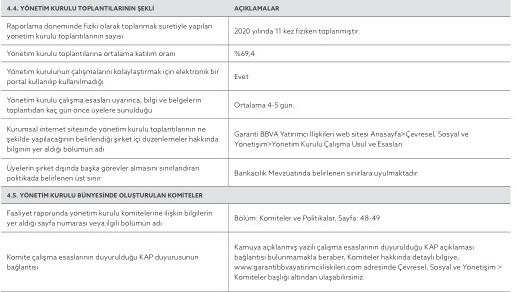 4.4. YÖNETİM KURULU TOPLANTILARININ ŞEKLİ
AÇIKLAMALAR
Raporlama döneminde fiziki olarak toplanmak suretiyle yapılan
yönetim kurulu toplantılarının sayısı
2020 yılında 11 kez fiziken toplanmıştır.
Yönetim kurulu toplantılarına ortalama katılım oranı
%69,4
Yönetim kurulunun çalışmalarını kolaylaştırmak için elektronik bir
portal kullanılıp kullanılmadığı
Evet
Yönetim kurulu çalışma esasları uyarınca, bilgi ve belgelerin
toplantıdan kaç gün önce üyelere sunulduğu
Ortalama 4-5 gün.
Kurumsal internet sitesinde yönetim kurulu toplantılarının ne
şekilde yapılacağının belirlendiği şirket içi düzenlemeler hakkında
bilginin yer aldığı bölümün adı
Garanti BBVA Yatırımcı İlişkileri web sitesi Anasayfa>Çevresel, Sosyal ve
Yönetişim>Yönetim Kurulu Çalışma Usul ve Esasları
Üyelerin şirket dışında başka görevler almasını sınırlandıran
politikada belirlenen üst sınır
Bankacılık Mevzuatında belirlenen sınırlara uyulmaktadır.
4.5. YÖNETİM KURULU BÜNYESİNDE OLUŞTURULAN KOMİTELER
Faaliyet raporunda yönetim kurulu komitelerine ilişkin bilgilerin
yer aldığı sayfa numarası veya ilgili bölümün adı
Bölüm: Komiteler ve Politikalar, Sayfa: 48-49
Komite çalışma esaslarının duyurulduğu KAP duyurusunun
bağlantısı
Kamuya açıklanmış yazılı çalışma esaslarının duyurulduğu KAP açıklaması
bağlantısı bulunmamakla beraber, Komiteler hakkında detaylı bilgiye,
www.garantibbvayatirimciiliskileri.com adresinde Çevresel, Sosyal ve Yönetişim >
Komiteler başlığı altından ulaşabilirsiniz.